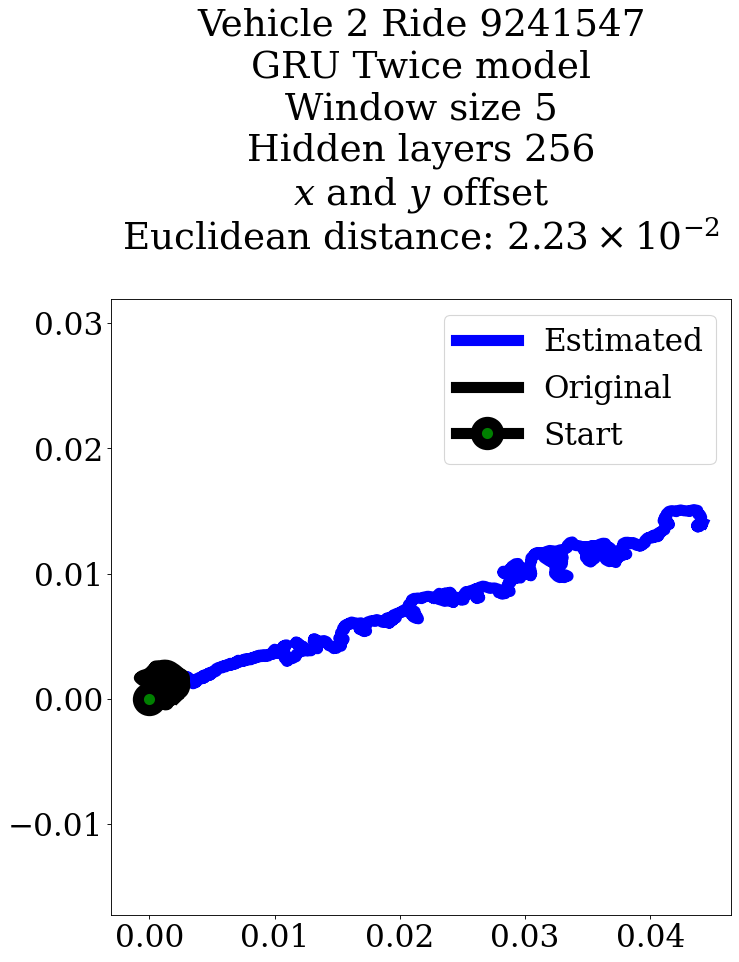 Vehicle 2 Ride 9241547
GRU Twice model
Window size 5
Hidden layers 256
x and y offset
Euclidean distance: 2.23 × 10⁻²
0.03
0.02
0.01
0.00
−0.01
Estimated
Original
Start
0.00 0.01 0.02 0.03 0.04